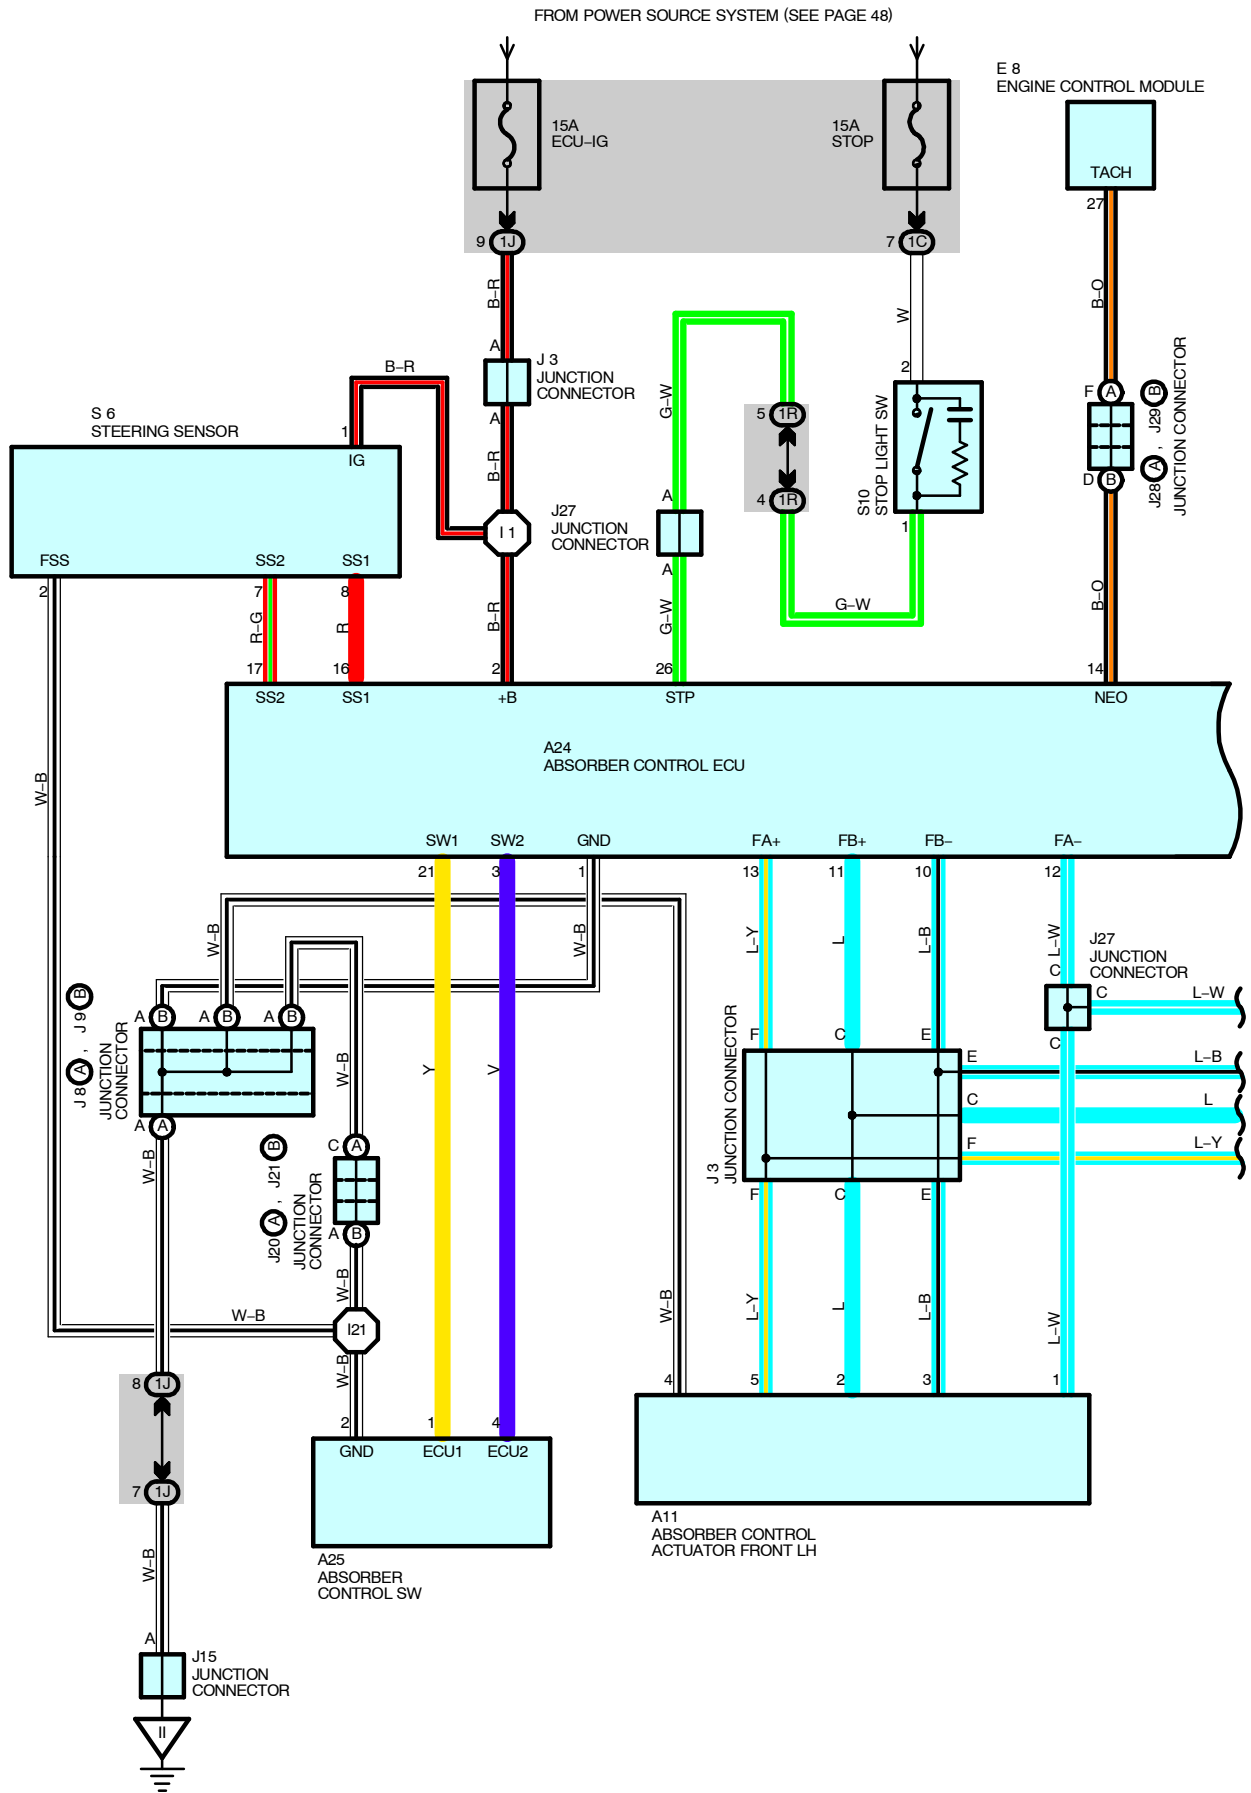 FROM POWER SOURCE SYSTEM (SEE PAGE 48)
E 8
ENGINE CONTROL MODULE
15A
ECU–IG
15A
STOP
TACH
27
9 1J
7 1C
B–R
W
B–O
A
J 3
JUNCTION
CONNECTOR
A
B–R
2
F A
J28 A , J29 B
JUNCTION CONNECTOR
D B
S 6
STEERING SENSOR
1
IG
B–R
G–W
5 1R
4 1R
S10
STOP LIGHT SW
1
I 1
J27
JUNCTION
CONNECTOR
A
A
FSS
SS2
SS1
2
7
8
R–G
R
B–R
G–W
G–W
B–O
17
16
2
26
14
SS2
SS1
+B
STP
NEO
A24
ABSORBER CONTROL ECU
W–B
SW1
SW2
GND
FA+
FB+
FB–
FA–
21
3
1
13
11
10
12
W–B
W–B
L–Y
L
L–B
L–W
J27
JUNCTION
CONNECTOR
C
C
L–W
C
J 8 A , J 9 B
JUNCTION
CONNECTOR
A B
A B
A B
A A
W–B
W–B
Y
V
F
C
E
J 3
JUNCTION CONNECTOR
E
L–B
C
L
F
L–Y
F
C
E
C A
J20 A , J21 B
JUNCTION
CONNECTOR
A B
W–B
W–B
I21
W–B
W–B
L–Y
L
L–B
L–W
8 1J
7 1J
2
1
4
4
5
2
3
1
GND
ECU1
ECU2
A25
ABSORBER
CONTROL SW
A11
ABSORBER CONTROL
ACTUATOR FRONT LH
W–B
A
J15
JUNCTION
CONNECTOR
II